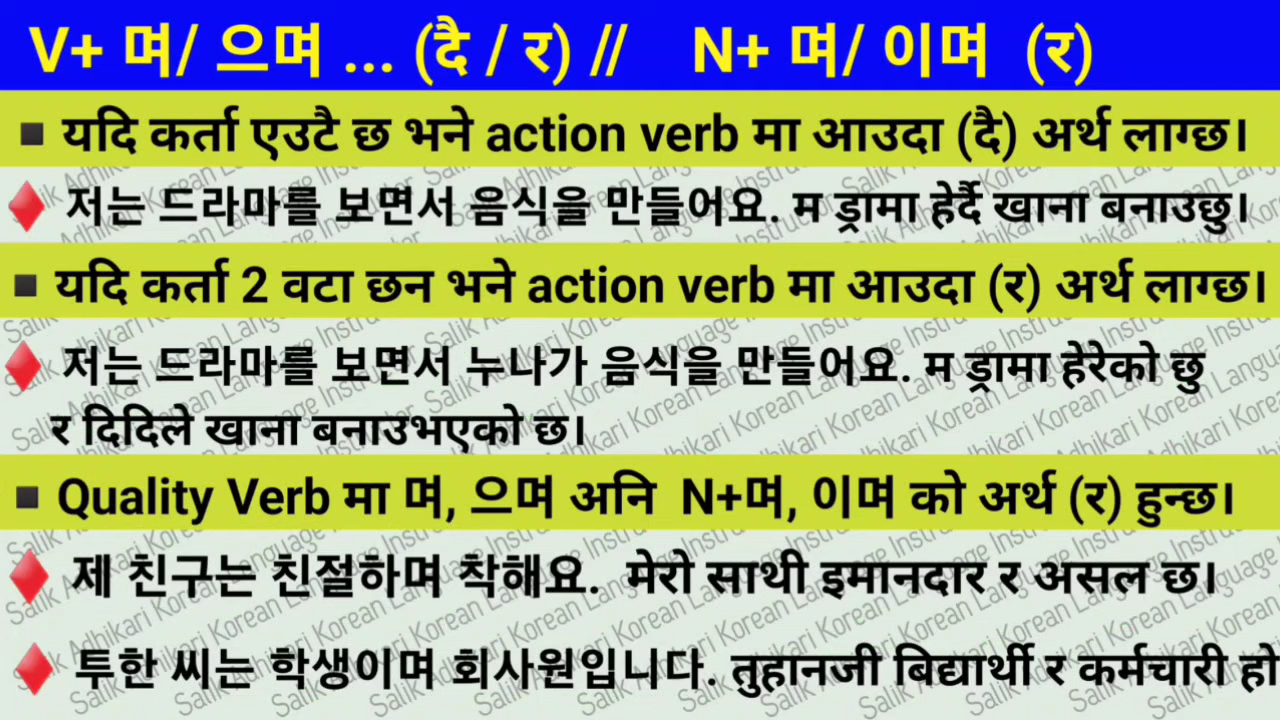 V+ 며/ 으며 ... (दै / र) // N+ 며/ 이며 (र)
▪ यदि कर्ता एउटै छ भने action verb मा आउदा (दै) अर्थ लाग्छ।
♦ 저는 드라마를 보면서 음식을 만들어요. म ड्रामा हेर्दै खाना बनाउछु।
▪ यदि कर्ता 2 वटा छन भने action verb मा आउदा (र) अर्थ लाग्छ।
♦ 저는 드라마를 보면서 누나가 음식을 만들어요. म ड्रामा हेरेको छु
र दिदिले खाना बनाउभएको छ।
▪ Quality Verb मा 며, 으며 अनि N+며, 이며 को अर्थ (र) हुन्छ।
♦ 제 친구는 친절하며 착해요. मेरो साथी इमानदार र असल छ।
♦ 투한 씨는 학생이며 회사원입니다. तुहानजी बिद्यार्थी र कर्मचारी हो
Salik Adhikari Korean Language Instructor